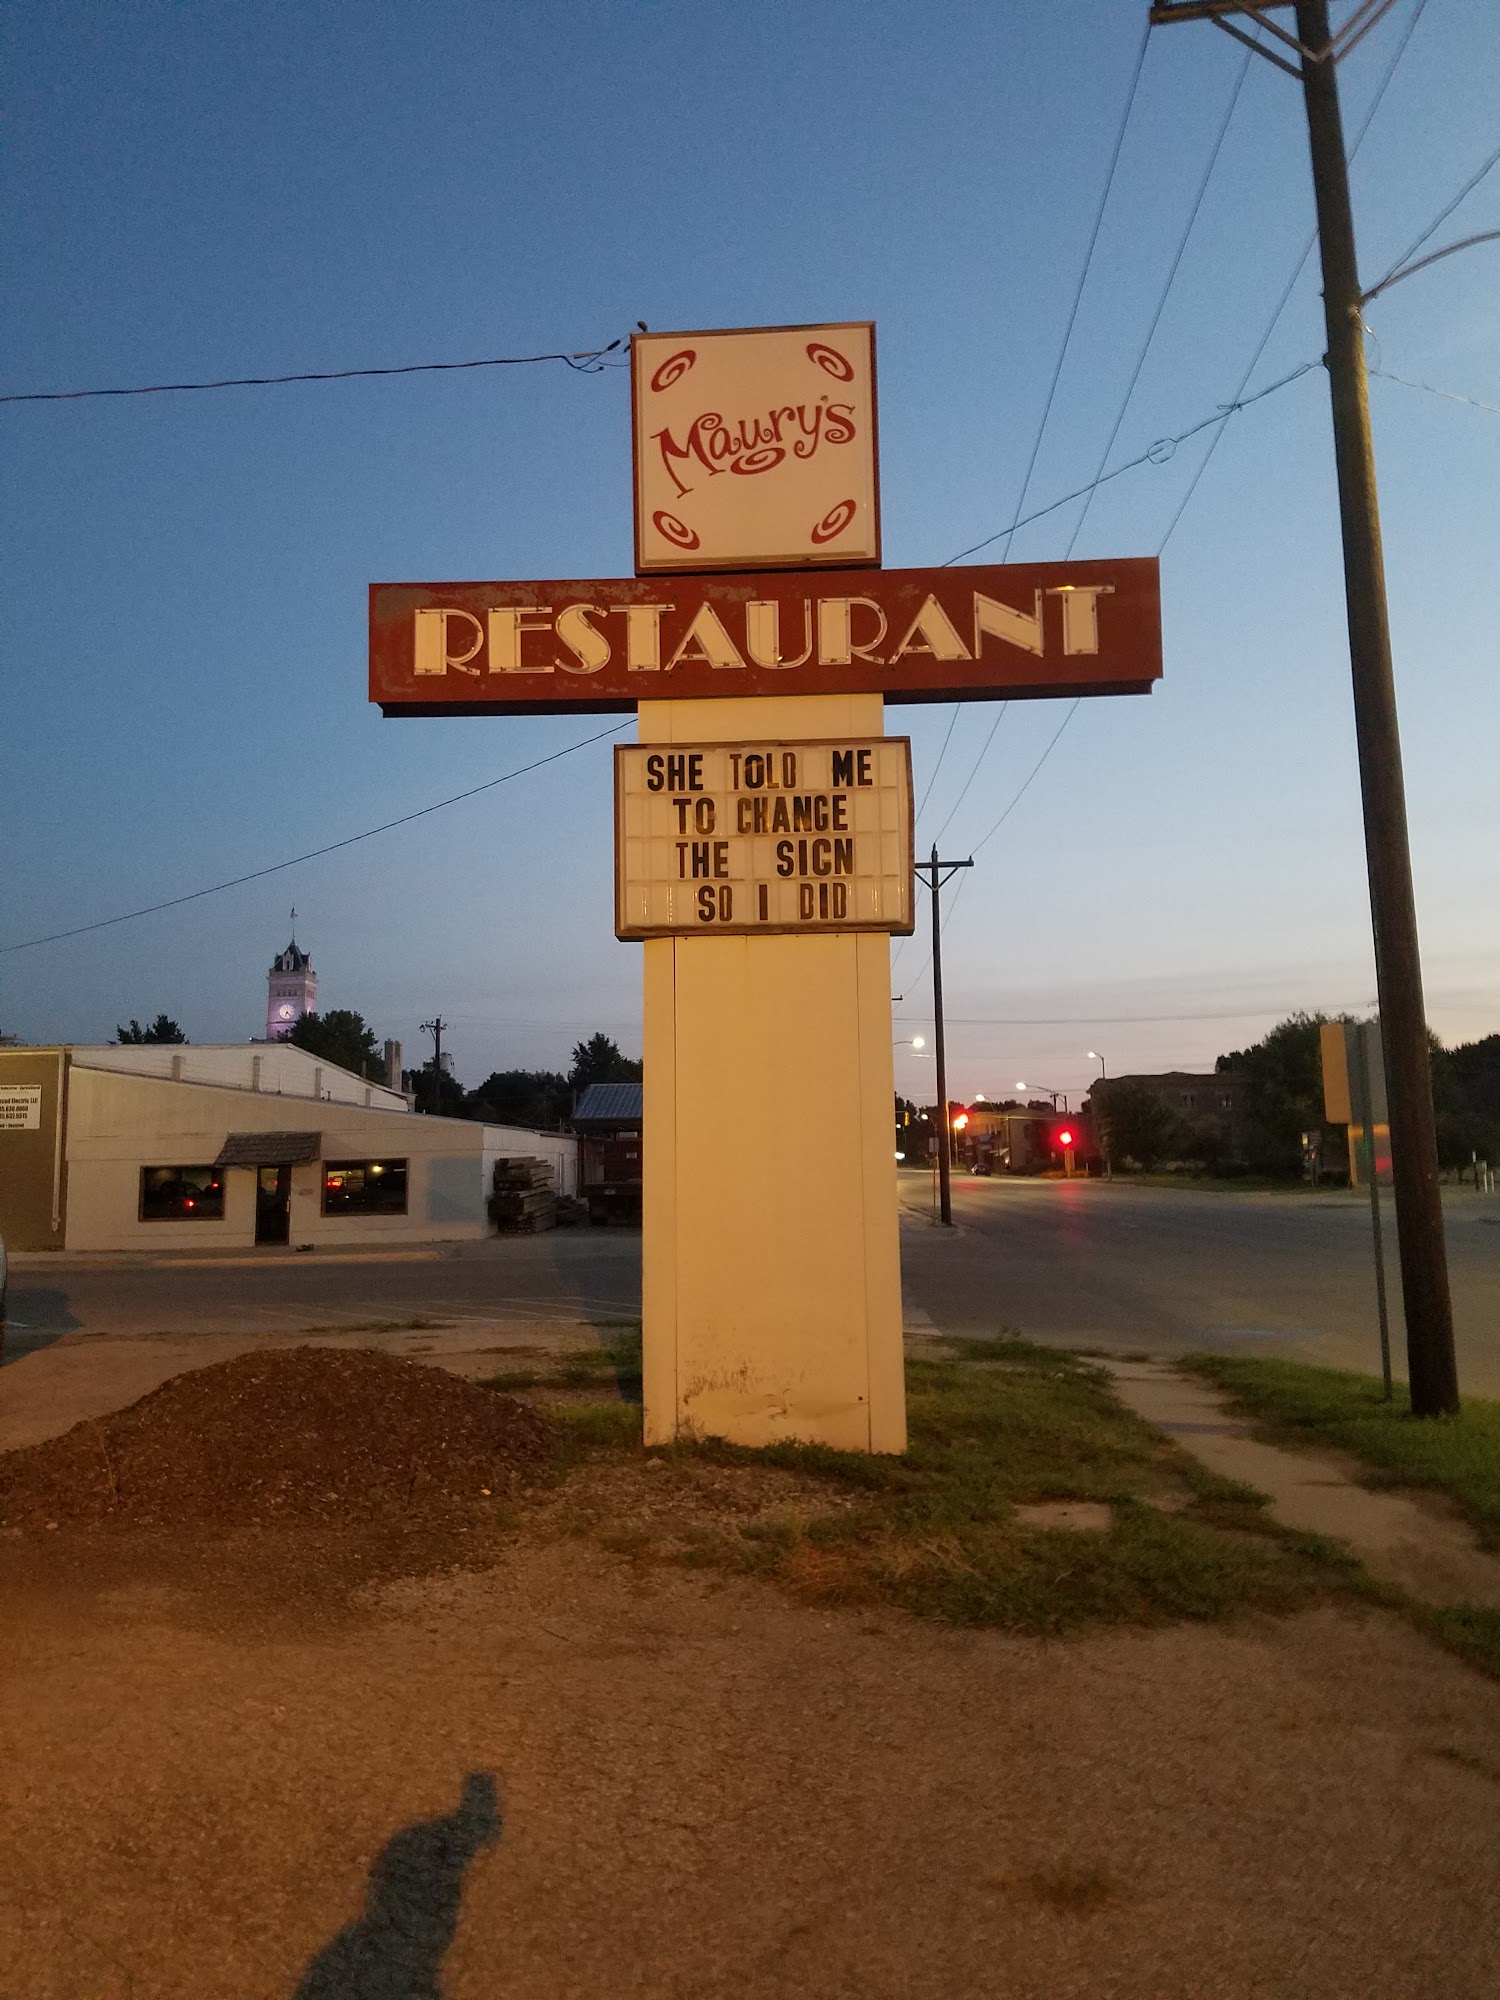 Maury's
RESTAURANT
SHE TOLD ME
TO CHANGE
THE SIGN
SO I DID